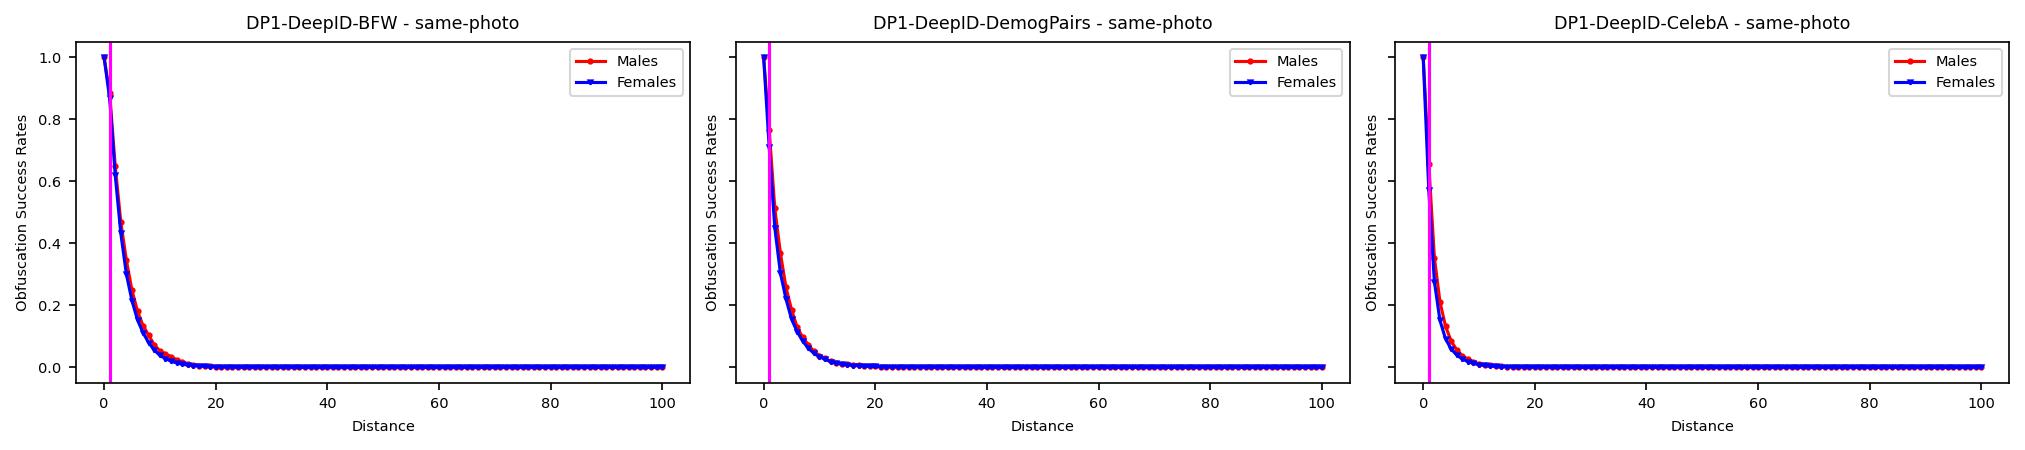 DP1-DeepID-BFW - same-photo
Obfuscation Success Rates
1.0
0.8
0.6
0.4
0.2
0.0
Males
Females
0 20 40 60 80 100
Distance
DP1-DeepID-DemogPairs - same-photo
Obfuscation Success Rates
Males
Females
0 20 40 60 80 100
Distance
DP1-DeepID-CelebA - same-photo
Obfuscation Success Rates
Males
Females
0 20 40 60 80 100
Distance